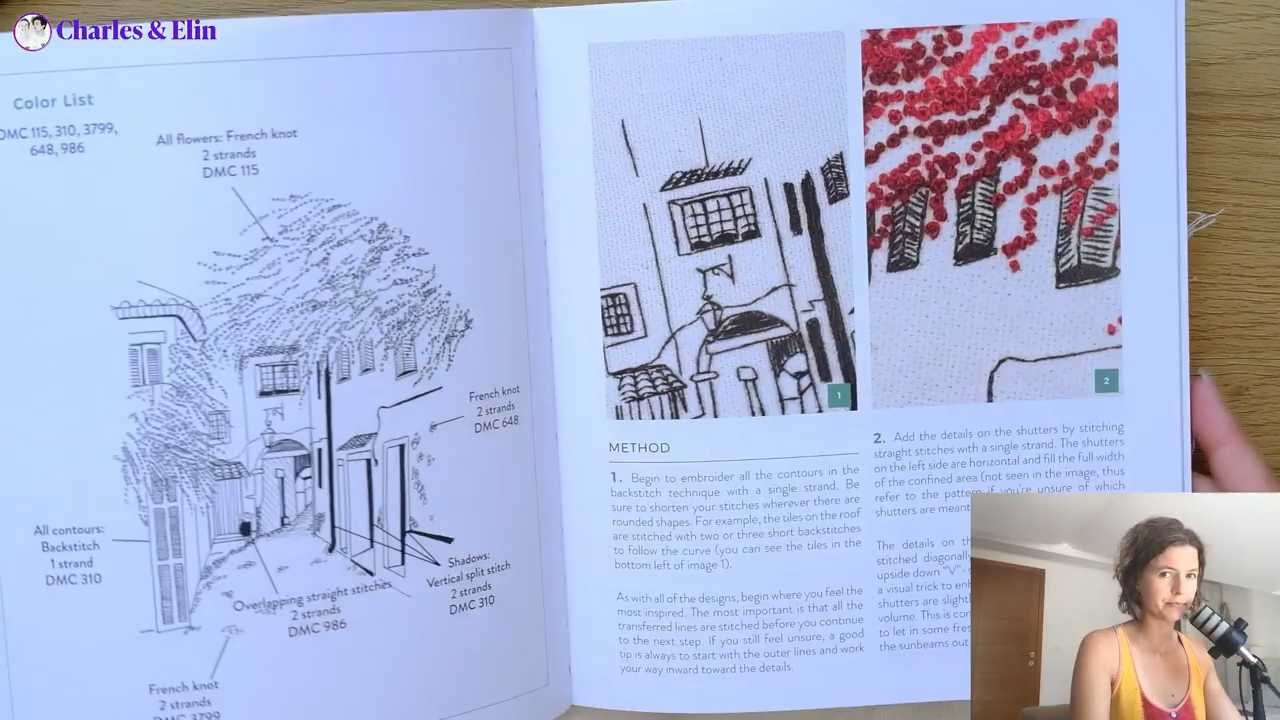 Charles & Elin
Color List
DMC 115, 310, 3799,
648, 986
All flowers: French knot
2 strands
DMC 115
French knot
2 strands
DMC 648
All contours:
Backstitch
1 strand
DMC 310
Overlapping straight stitches
2 strands
DMC 986
Shadows:
Vertical split stitch
2 strands
DMC 310
French knot
2 strands
DMC 3799
1
2
METHOD
1. Begin to embroider all the contours in the
backstitch technique with a single strand. Be
sure to shorten your stitches wherever there are
rounded shapes. For example, the tiles on the roof
are stitched with two or three short backstitches
to follow the curve (you can see the tiles in the
bottom left of image 1).
As with all of the designs, begin where you feel the
most inspired. The most important is that all the
transferred lines are stitched before you continue
to the next step. If you still feel unsure, a good
tip is always to start with the outer lines and work
your way inward toward the details.
2. Add the details on the shutters by stitching
straight stitches with a single strand. The shutters
on the left side are horizontal and fill the full width
of the confined area (not seen in the image, thus
refer to the pattern if you're unsure of which
shutters are meant
The details on th
stitched diagonally
upside down "V"
a visual trick to enh
shutters are slightl
volume. This is con
to let in some fres
the sunbeams out